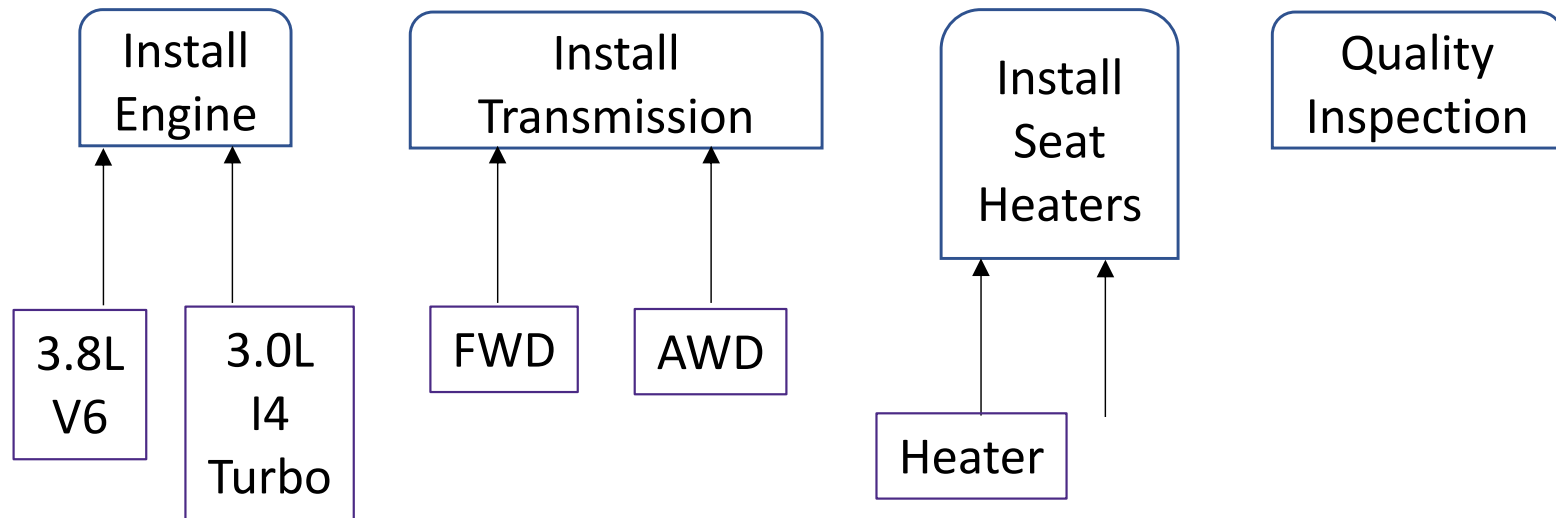 Install
Engine
Install
Transmission
Install
Seat
Heaters
Quality
Inspection
3.8L
V6
3.0L
I4
Turbo
FWD
AWD
Heater